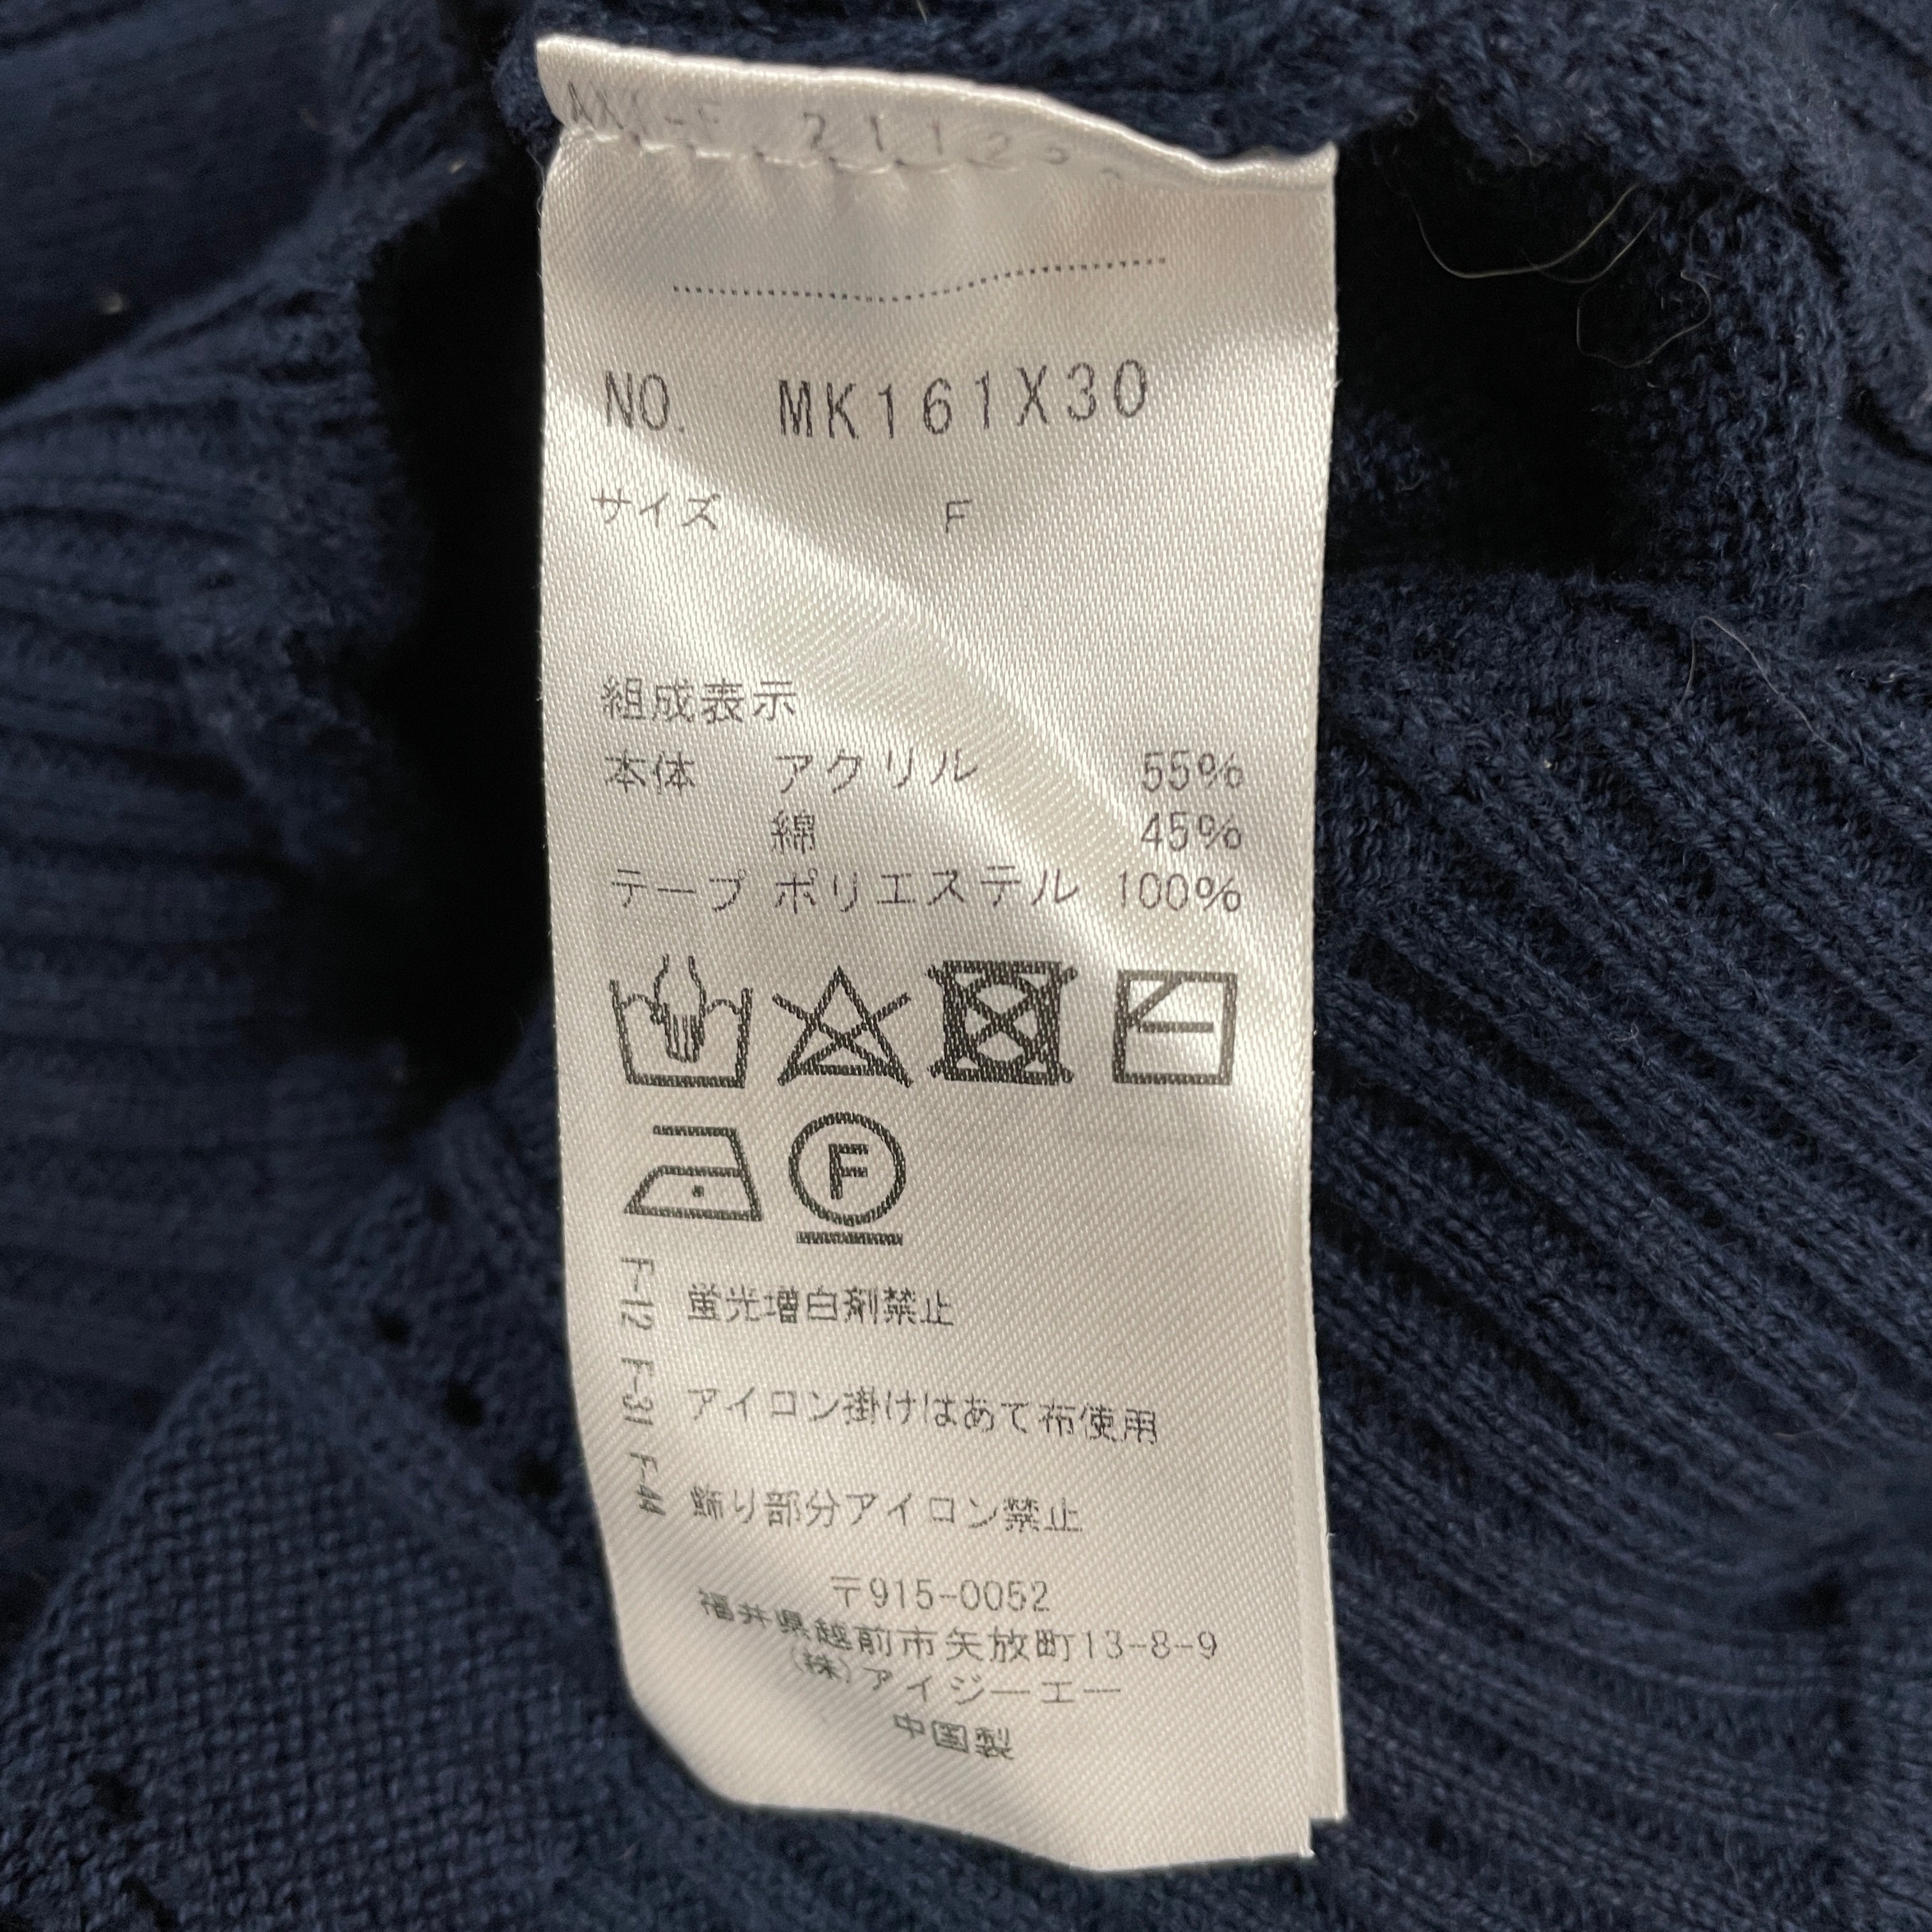 NO. MK161X30
サイズ F
組成表示
本体 アクリル 55%
綿 45%
テープ ポリエステル 100%
F
F-12 蛍光増白剤禁止
F-31 アイロン掛けはあて布使用
F-44 飾り部分アイロン禁止
〒915-0052
福井県越前市矢放町13-8-9
(株)アイジーエー
中国製